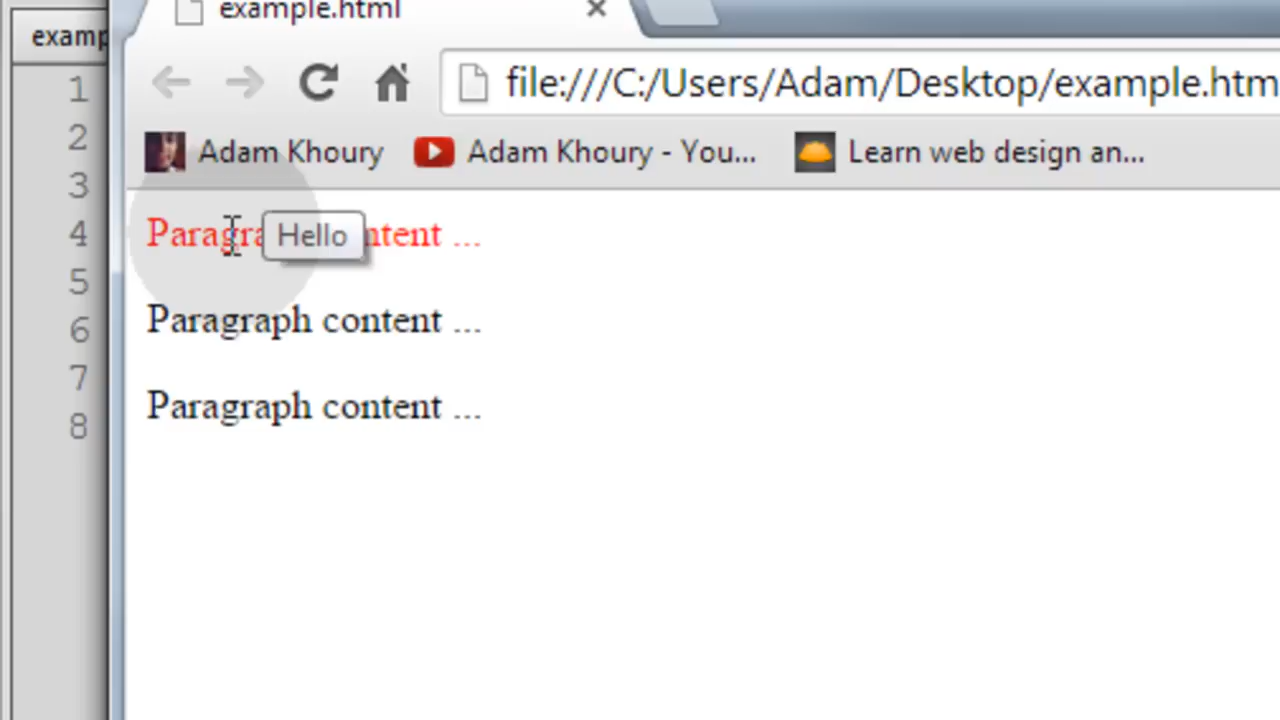 example.html
examp
file:///C:/Users/Adam/Desktop/example.htm
Adam Khoury
Adam Khoury - You...
Learn web design an...
1
2
3
4
5
6
7
8
Paragra Hello ntent ...
Paragraph content ...
Paragraph content ...